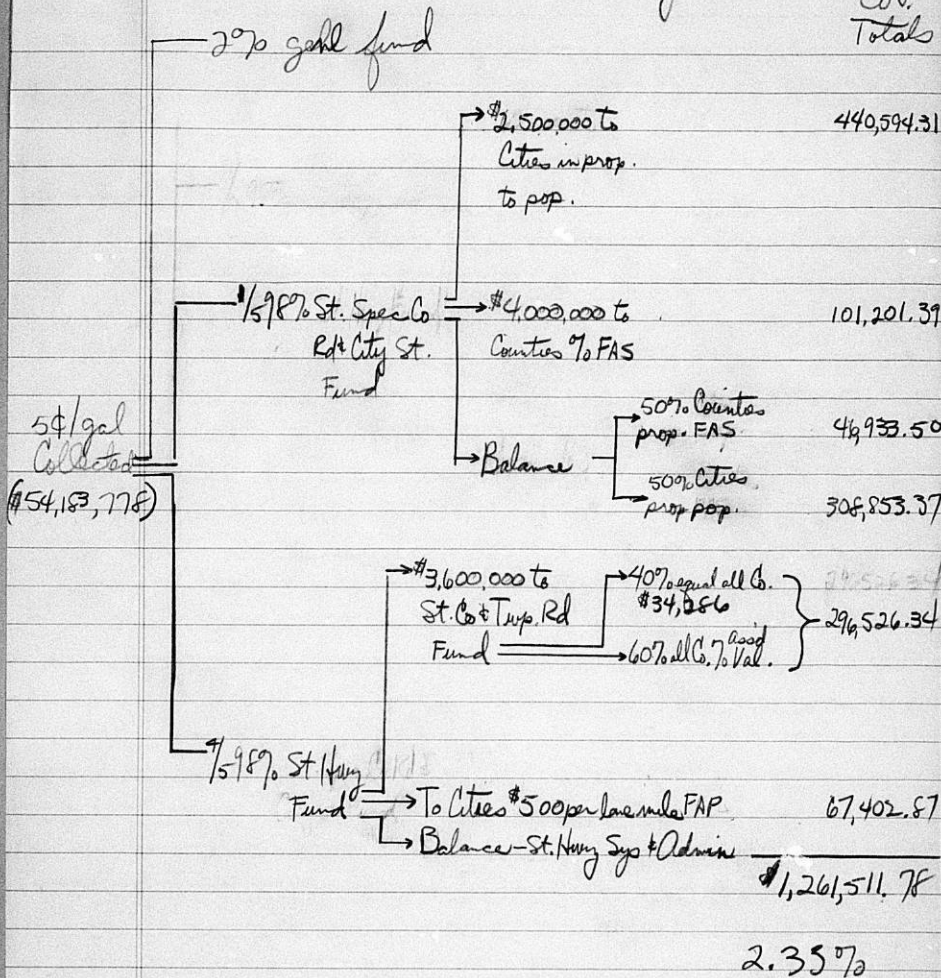 Totals
2% genl fund
$2,500,000 to
Cities in prop.
to pop.
440,594.31
1/5 98% St. Spec Co
Rd & City St.
Fund
$4,000,000 to
Counties % FAS
101,201.39
5¢/gal
Collected
($54,183,778)
Balance
50% Counties
prop. FAS
46,933.50
50% Cities
prop pop.
308,853.37
$3,600,000 to
St. Co & Twp. Rd
Fund
40% equal all Co.
$34,286
60% all Co. % Assd
Val.
296,526.34
4/5 98% St Hwy
Fund
To Cities $500 per lane mile FAP
67,402.87
Balance - St. Hwy Sys & Admin
$1,261,511.78
2.35%